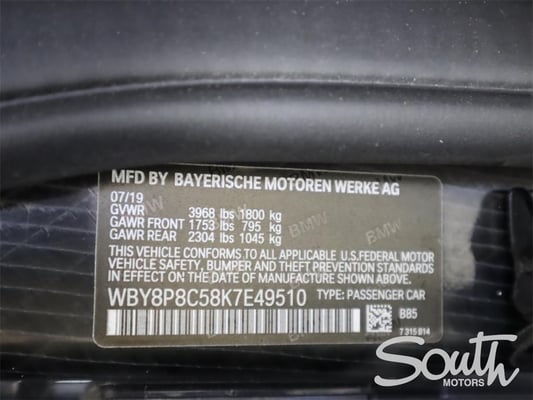 MFD BY BAYERISCHE MOTOREN WERKE AG
07/19
GVWR 3968 lbs 1800 kg
GAWR FRONT 1753 lbs 795 kg
GAWR REAR 2304 lbs 1045 kg
THIS VEHICLE CONFORMS TO ALL APPLICABLE U.S.FEDERAL MOTOR
VEHICLE SAFETY, BUMPER AND THEFT PREVENTION STANDARDS
IN EFFECT ON THE DATE OF MANUFACTURE SHOWN ABOVE.
WBY8P8C58K7E49510 TYPE: PASSENGER CAR
B85
7 315 814
South
MOTORS